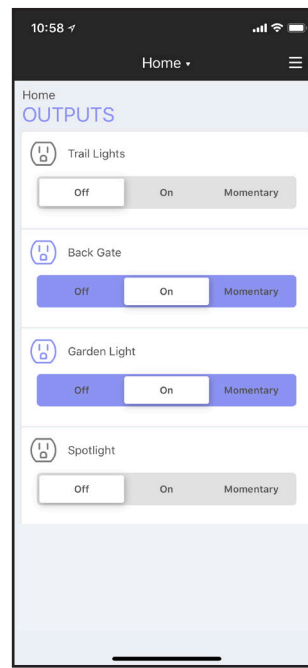 10:58
Home
Home
OUTPUTS
Trail Lights
Off On Momentary
Back Gate
Off On Momentary
Garden Light
Off On Momentary
Spotlight
Off On Momentary